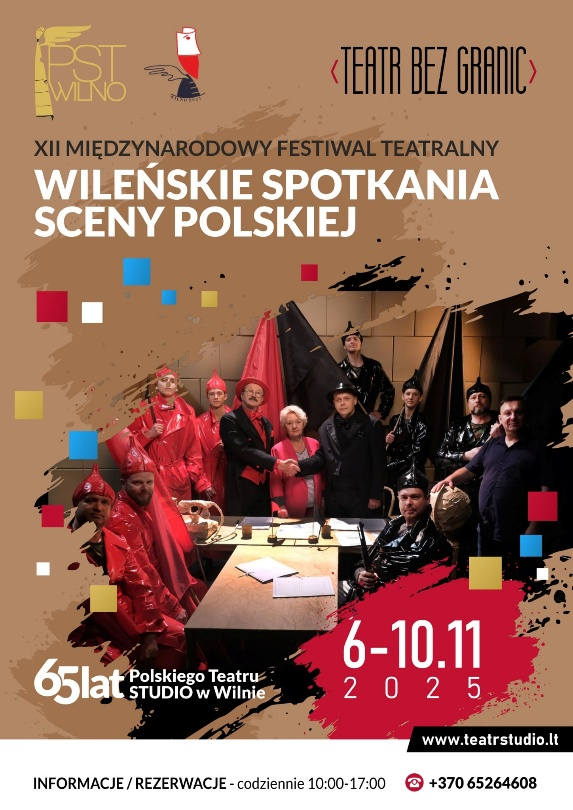 PST
WILNO
TEATR BEZ GRANIC
XII MIĘDZYNARODOWY FESTIWAL TEATRALNY
WILEŃSKIE SPOTKANIA
SCENY POLSKIEJ
65lat
Polskiego Teatru
STUDIO w Wilnie
6-10.11
2025
www.teatrstudio.lt
INFORMACJE / REZERWACJE - codziennie 10:00-17:00
+370 65264608